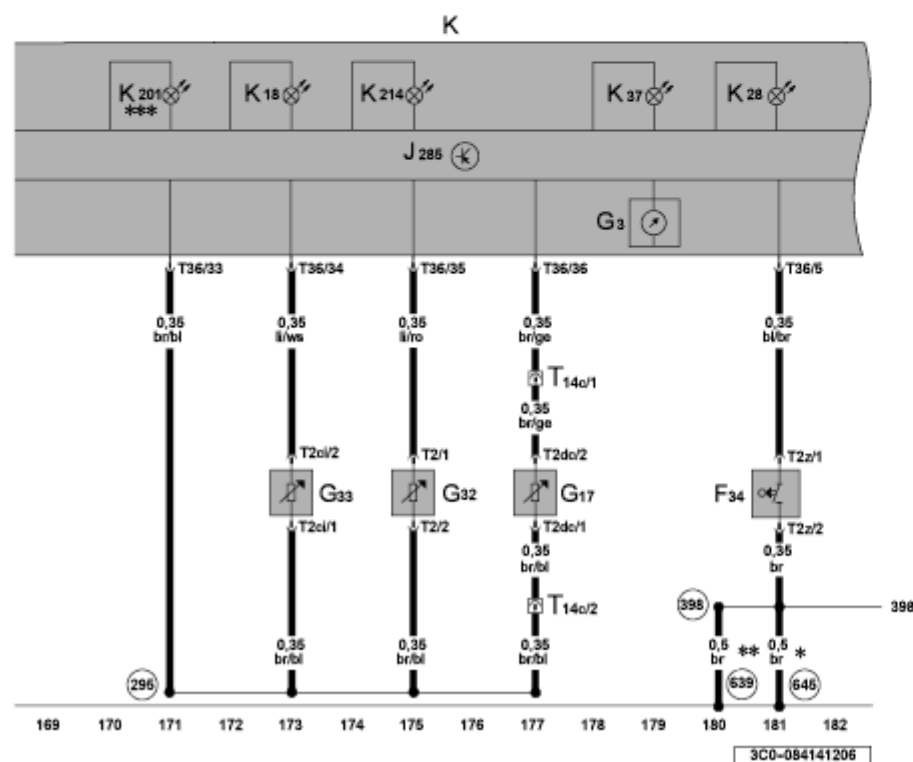 K
K 201
***
K 18
K 214
K 37
K 28
J 285
G3
T36/33
T36/34
T36/35
T36/36
T36/5
0,35
br/bl
0,35
li/ws
0,35
li/ro
0,35
br/ge
0,35
bl/br
T14c/1
0,35
br/ge
T2ci/2
T2/1
T2dc/2
T2z/1
G33
G32
G17
F34
T2ci/1
T2/2
T2dc/1
T2z/2
0,35
br/bl
0,35
br
T14c/2
398
398
0,35
br/bl
0,35
br/bl
0,35
br/bl
0,5
br
**
0,5
br
*
295
639
645
169 170 171 172 173 174 175 176 177 178 179 180 181 182
3C0-084141206